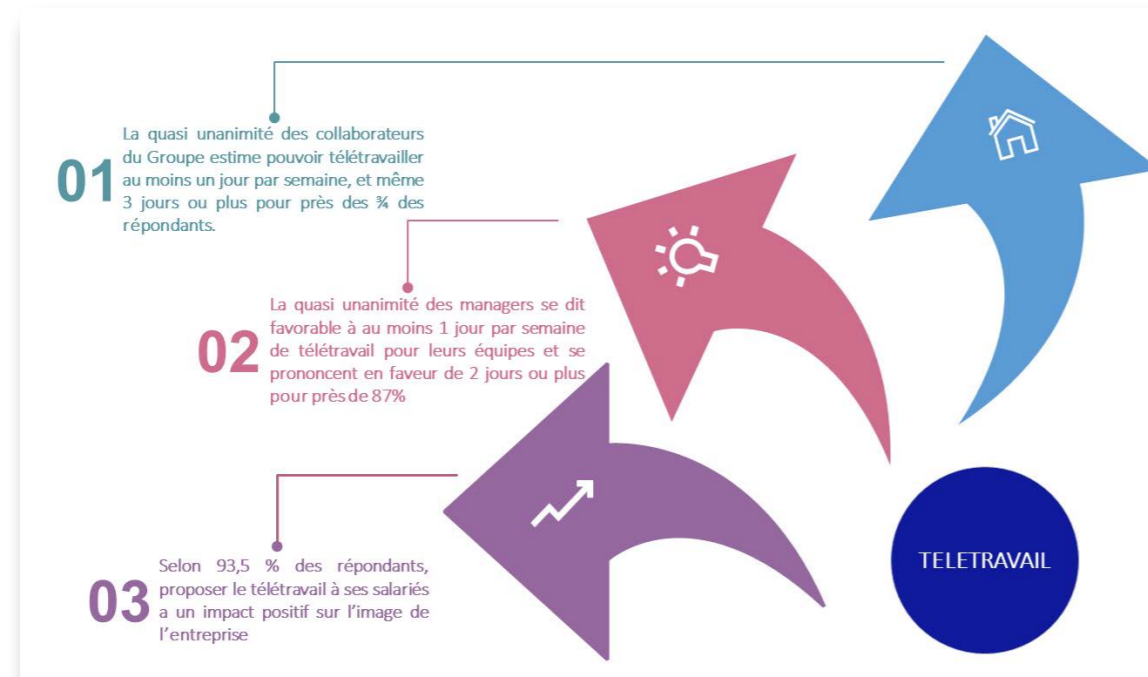 01
La quasi unanimité des collaborateurs
du Groupe estime pouvoir télétravailler
au moins un jour par semaine, et même
3 jours ou plus pour près des ¾ des
répondants.
02
La quasi unanimité des managers se dit
favorable à au moins 1 jour par semaine
de télétravail pour leurs équipes et se
prononcent en faveur de 2 jours ou plus
pour près de 87%
03
Selon 93,5 % des répondants,
proposer le télétravail à ses salariés
a un impact positif sur l'image de
l'entreprise
TELETRAVAIL